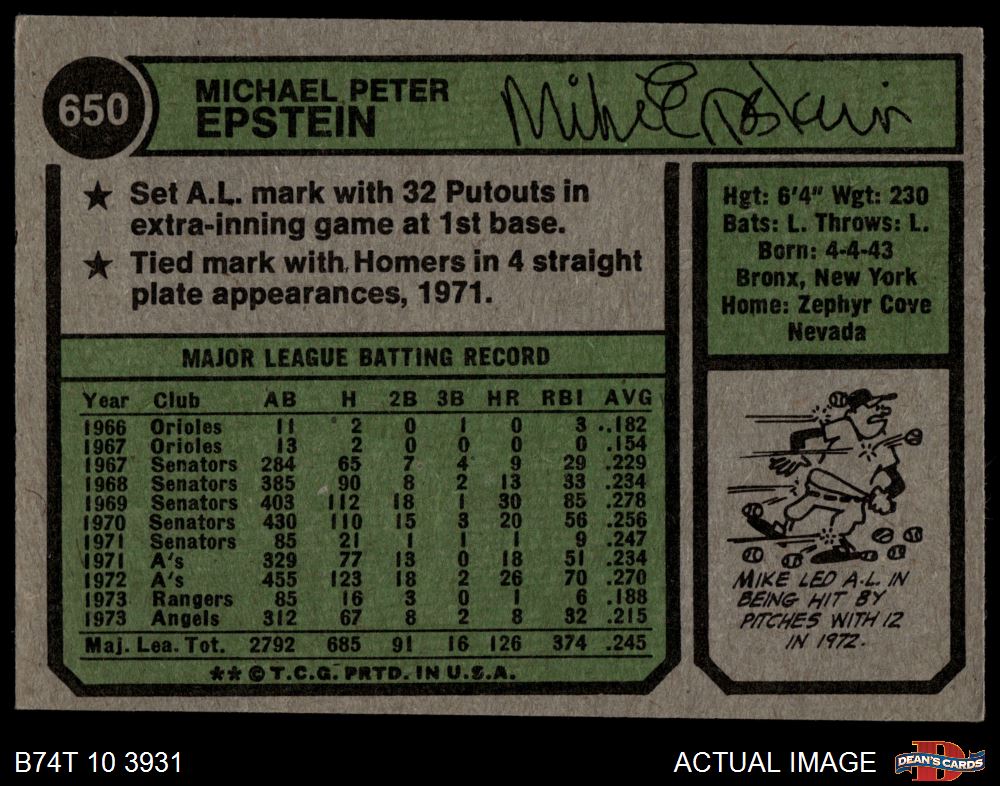 650
MICHAEL PETER
EPSTEIN
Mike Epstein
★ Set A.L. mark with 32 Putouts in
extra-inning game at 1st base.
★ Tied mark with Homers in 4 straight
plate appearances, 1971.
Hgt: 6'4" Wgt: 230
Bats: L. Throws: L.
Born: 4-4-43
Bronx, New York
Home: Zephyr Cove
Nevada
MAJOR LEAGUE BATTING RECORD
Year Club AB H 2B 3B HR RBI AVG
1966 Orioles 11 2 0 1 0 3 .182
1967 Orioles 13 2 0 0 0 0 .154
1967 Senators 284 65 7 4 9 29 .229
1968 Senators 385 90 8 2 13 33 .234
1969 Senators 403 112 18 1 30 85 .278
1970 Senators 430 110 15 3 20 56 .256
1971 Senators 85 21 1 1 1 9 .247
1971 A's 329 77 13 0 18 51 .234
1972 A's 455 123 18 2 26 70 .270
1973 Rangers 85 16 3 0 1 6 .188
1973 Angels 312 67 8 2 8 32 .215
Maj. Lea. Tot. 2792 685 91 16 126 374 .245
** © T.C.G. PRTD. IN U.S.A.
MIKE LED A.L. IN
BEING HIT BY
PITCHES WITH 12
IN 1972.
B74T 10 3931
ACTUAL IMAGE
DEAN'S CARDS